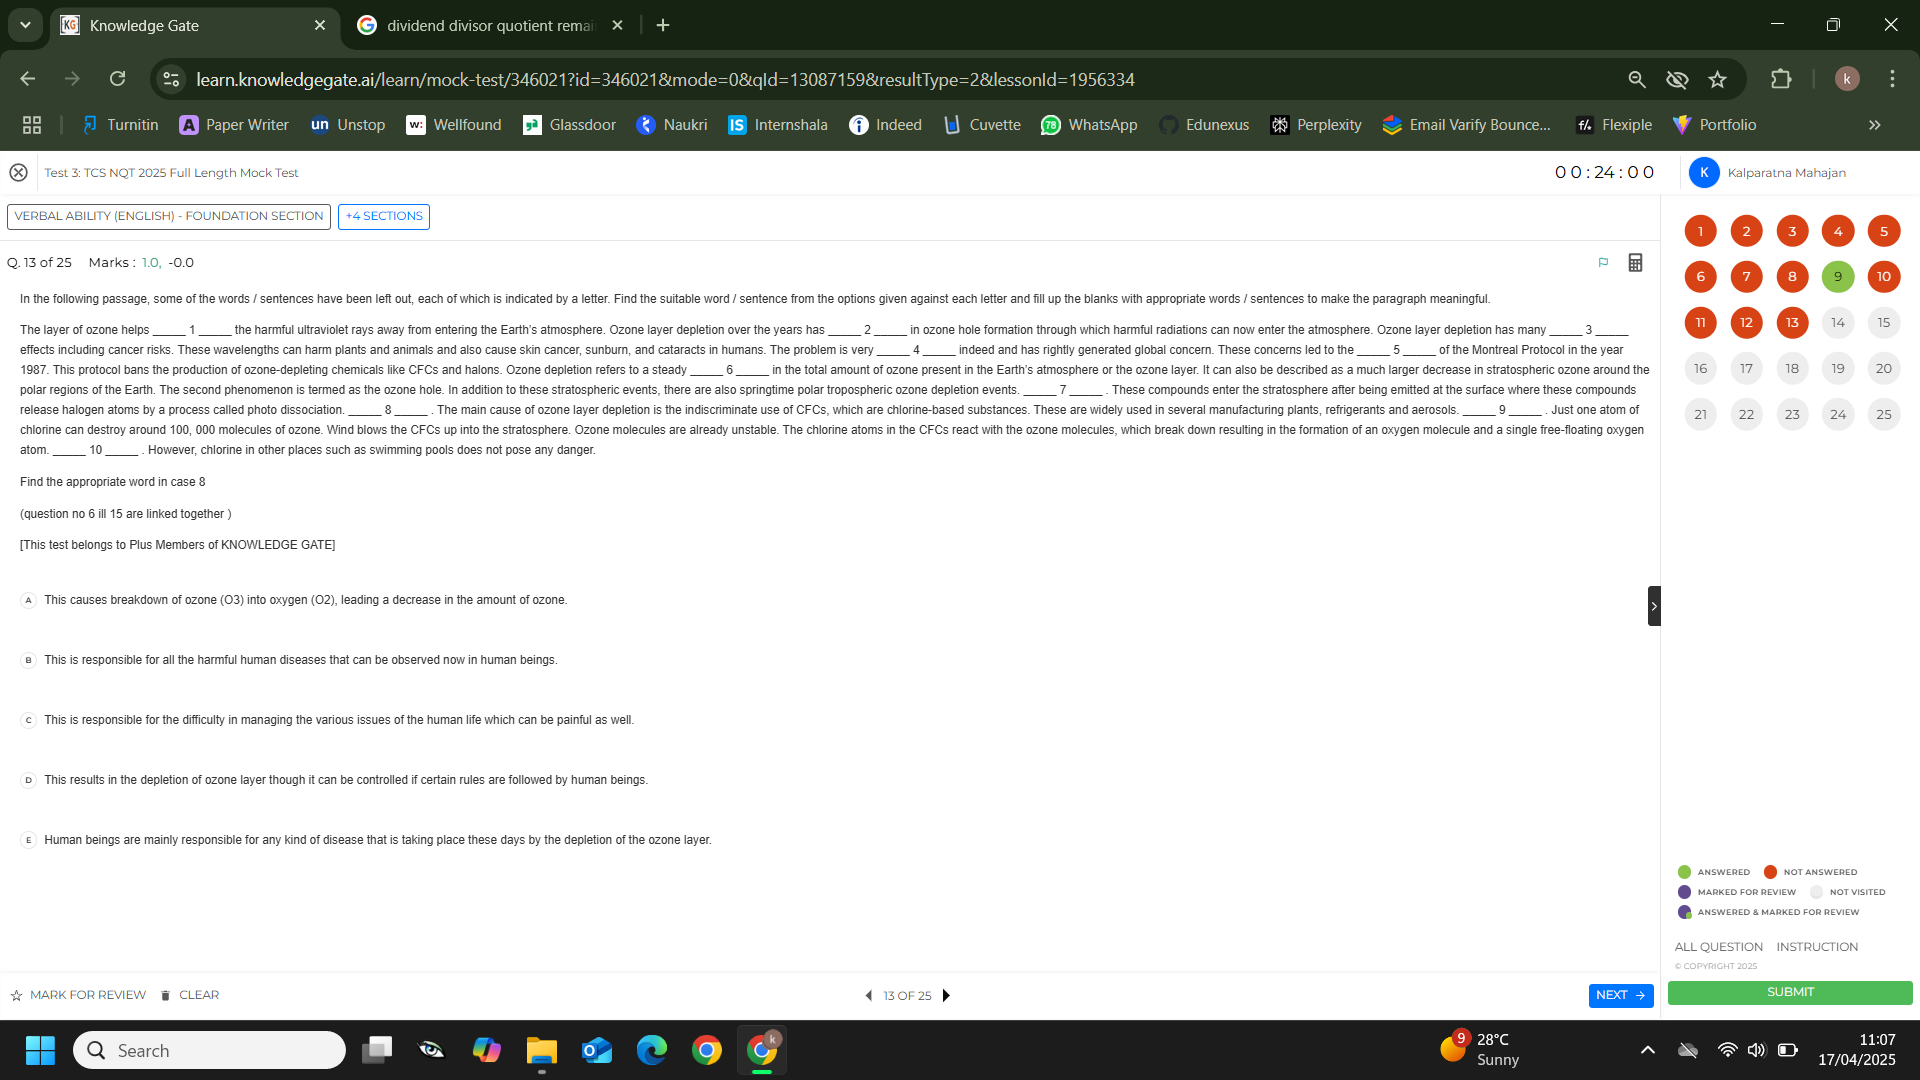 Knowledge Gate
dividend divisor quotient remai
learn.knowledgegate.ai/learn/mock-test/346021?id=346021&mode=0&qId=13087159&resultType=2&lessonId=1956334
k
Turnitin
Paper Writer
Unstop
Wellfound
Glassdoor
Naukri
Internshala
Indeed
Cuvette
WhatsApp
Edunexus
Perplexity
Email Varify Bounce...
Flexiple
Portfolio
Test 3: TCS NQT 2025 Full Length Mock Test
00:24:00
K
Kalparatna Mahajan
VERBAL ABILITY (ENGLISH) - FOUNDATION SECTION
+4 SECTIONS
Q. 13 of 25 Marks : 1.0, -0.0
In the following passage, some of the words / sentences have been left out, each of which is indicated by a letter. Find the suitable word / sentence from the options given against each letter and fill up the blanks with appropriate words / sentences to make the paragraph meaningful.
The layer of ozone helps _____ 1 _____ the harmful ultraviolet rays away from entering the Earth's atmosphere. Ozone layer depletion over the years has _____ 2 _____ in ozone hole formation through which harmful radiations can now enter the atmosphere. Ozone layer depletion has many _____ 3 _____
effects including cancer risks. These wavelengths can harm plants and animals and also cause skin cancer, sunburn, and cataracts in humans. The problem is very _____ 4 _____ indeed and has rightly generated global concern. These concerns led to the _____ 5 _____ of the Montreal Protocol in the year
1987. This protocol bans the production of ozone-depleting chemicals like CFCs and halons. Ozone depletion refers to a steady _____ 6 _____ in the total amount of ozone present in the Earth's atmosphere or the ozone layer. It can also be described as a much larger decrease in stratospheric ozone around the
polar regions of the Earth. The second phenomenon is termed as the ozone hole. In addition to these stratospheric events, there are also springtime polar tropospheric ozone depletion events. _____ 7 _____ . These compounds enter the stratosphere after being emitted at the surface where these compounds
release halogen atoms by a process called photo dissociation. _____ 8 _____ . The main cause of ozone layer depletion is the indiscriminate use of CFCs, which are chlorine-based substances. These are widely used in several manufacturing plants, refrigerants and aerosols. _____ 9 _____ . Just one atom of
chlorine can destroy around 100, 000 molecules of ozone. Wind blows the CFCs up into the stratosphere. Ozone molecules are already unstable. The chlorine atoms in the CFCs react with the ozone molecules, which break down resulting in the formation of an oxygen molecule and a single free-floating oxygen
atom. _____ 10 _____ . However, chlorine in other places such as swimming pools does not pose any danger.
Find the appropriate word in case 8
(question no 6 ill 15 are linked together )
[This test belongs to Plus Members of KNOWLEDGE GATE]
A This causes breakdown of ozone (O3) into oxygen (O2), leading a decrease in the amount of ozone.
B This is responsible for all the harmful human diseases that can be observed now in human beings.
C This is responsible for the difficulty in managing the various issues of the human life which can be painful as well.
D This results in the depletion of ozone layer though it can be controlled if certain rules are followed by human beings.
E Human beings are mainly responsible for any kind of disease that is taking place these days by the depletion of the ozone layer.
1 2 3 4 5
6 7 8 9 10
11 12 13 14 15
16 17 18 19 20
21 22 23 24 25
ANSWERED NOT ANSWERED
MARKED FOR REVIEW NOT VISITED
ANSWERED & MARKED FOR REVIEW
ALL QUESTION INSTRUCTION
© COPYRIGHT 2025
SUBMIT
MARK FOR REVIEW CLEAR
13 OF 25
NEXT
Search
9
28°C
Sunny
11:07
17/04/2025